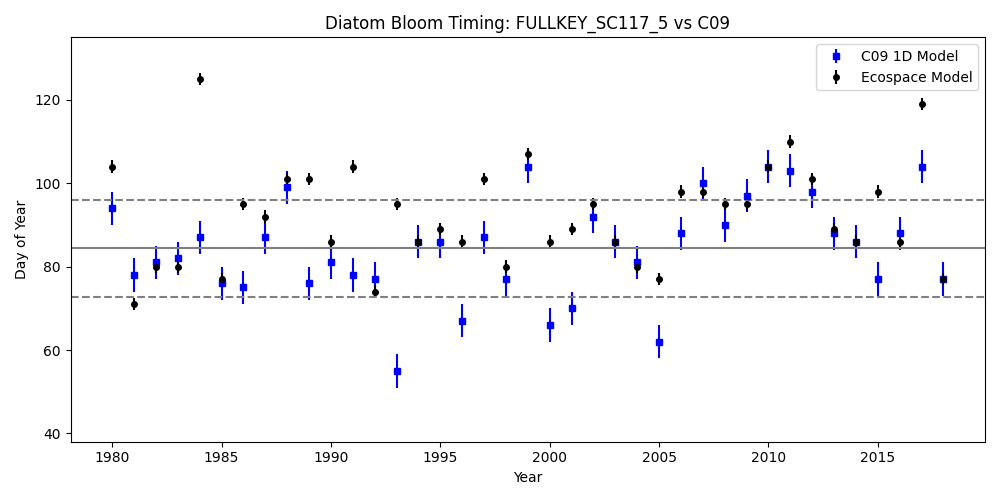 Diatom Bloom Timing: FULLKEY_SC117_5 vs C09
C09 1D Model
Ecospace Model
Day of Year
120
100
80
60
40
1980 1985 1990 1995 2000 2005 2010 2015
Year